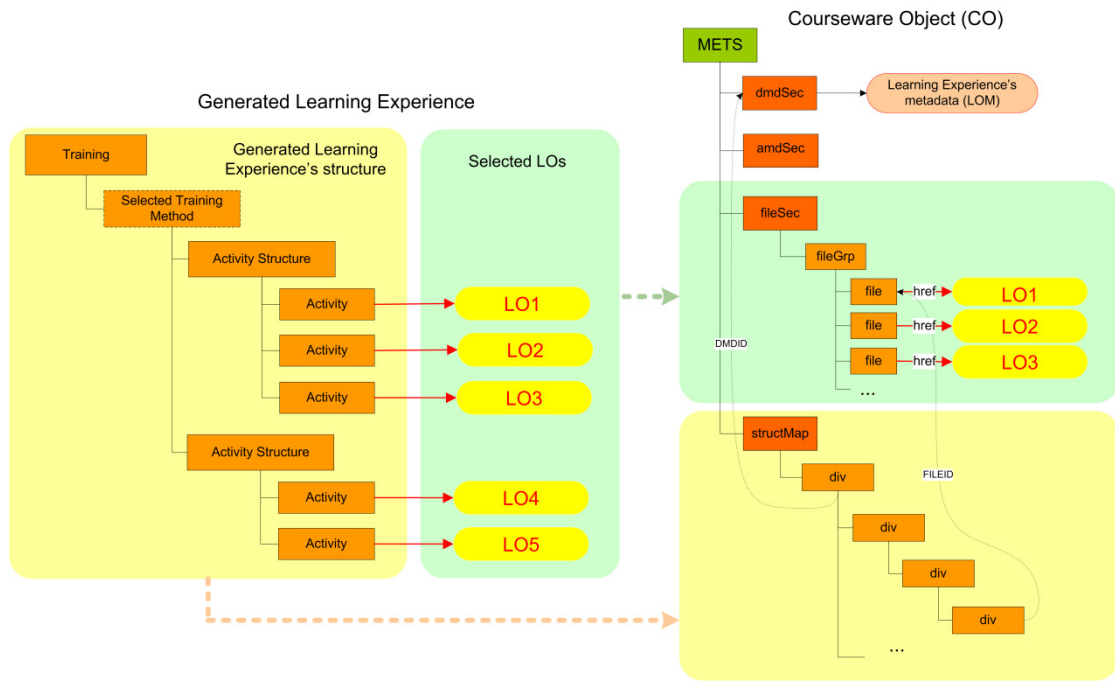 Courseware Object (CO)
Generated Learning Experience
Training
Generated Learning
Experience's structure
Selected Training
Method
Activity Structure
Activity
Activity
Activity
Activity Structure
Activity
Activity
Selected LOs
LO1
LO2
LO3
LO4
LO5
METS
dmdSec
Learning Experience's
metadata (LOM)
amdSec
fileSec
fileGrp
file
href
LO1
file
href
LO2
file
href
LO3
...
DMDID
structMap
div
FILEID
div
div
div
...